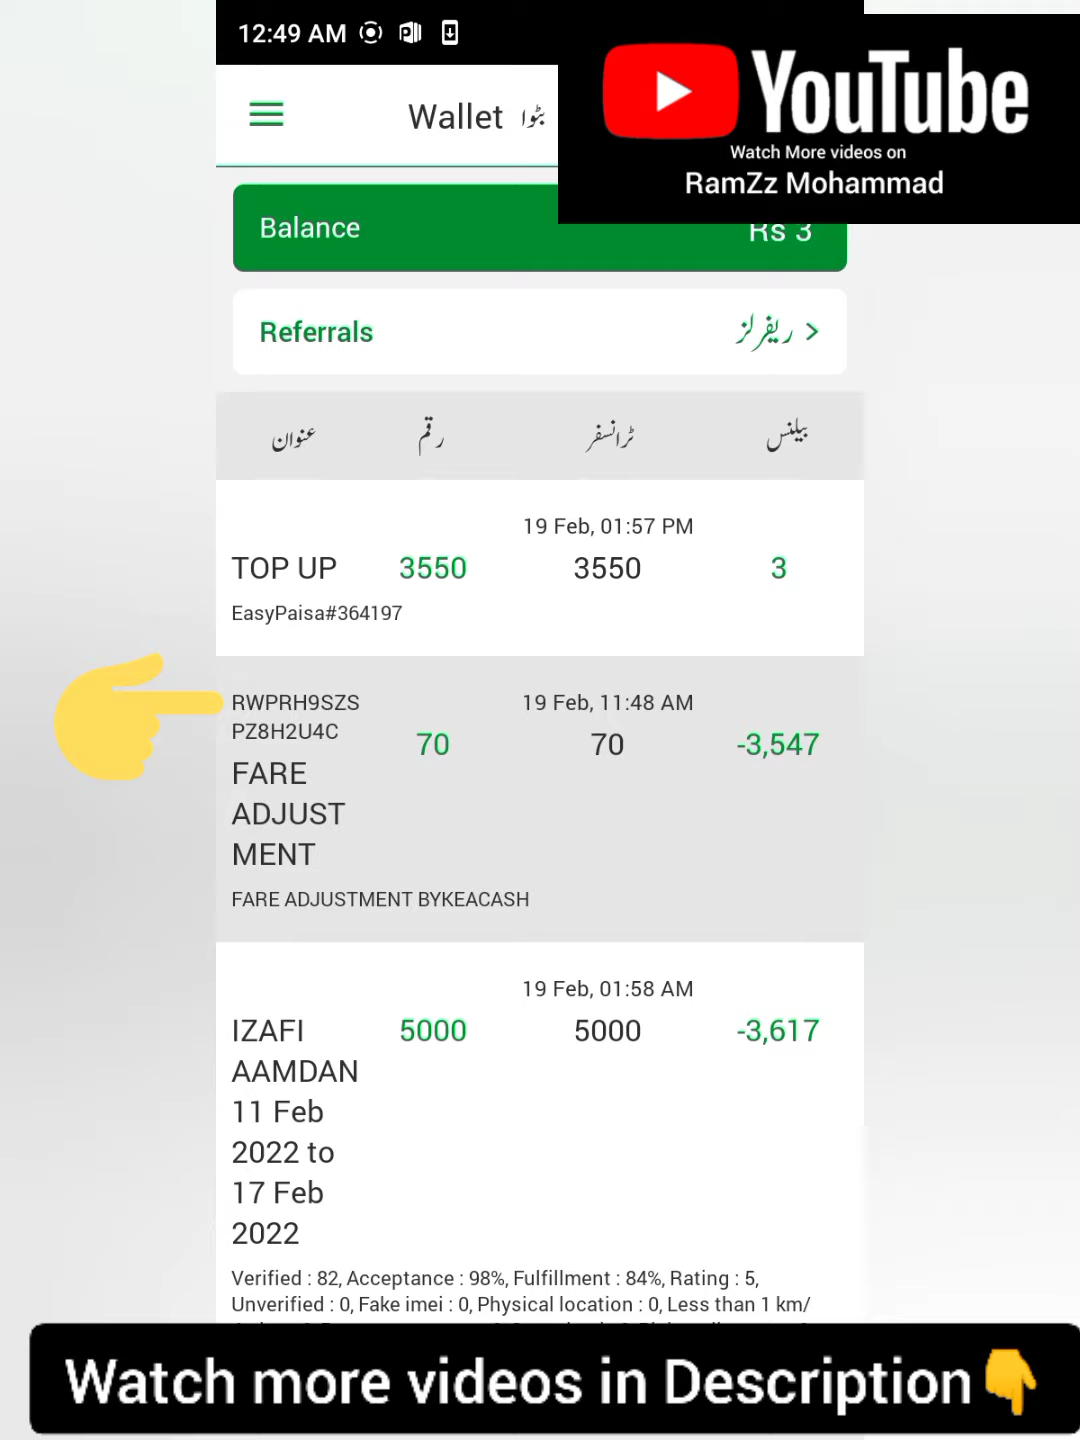 12:49 AM
YouTube
Watch More videos on
RamZz Mohammad
Wallet بٹوا
Balance Rs 3
Referrals ریفرلز
عنوان رقم ٹرانسفر بیلنس
19 Feb, 01:57 PM
TOP UP 3550 3550 3
EasyPaisa#364197
RWPRH9SZS 19 Feb, 11:48 AM
PZ8H2U4C
70 70 -3,547
FARE
ADJUST
MENT
FARE ADJUSTMENT BYKEACASH
19 Feb, 01:58 AM
IZAFI 5000 5000 -3,617
AAMDAN
11 Feb
2022 to
17 Feb
2022
Verified : 82, Acceptance : 98%, Fulfillment : 84%, Rating : 5,
Unverified : 0, Fake imei : 0, Physical location : 0, Less than 1 km/
Watch more videos in Description